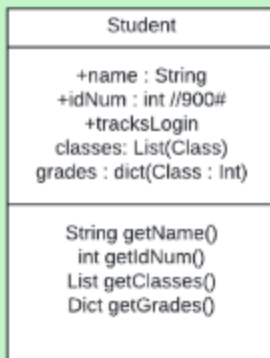 Student
+name : String
+idNum : int //900#
+tracksLogin
classes: List(Class)
grades : dict(Class : Int)
String getName()
int getIdNum()
List getClasses()
Dict getGrades()